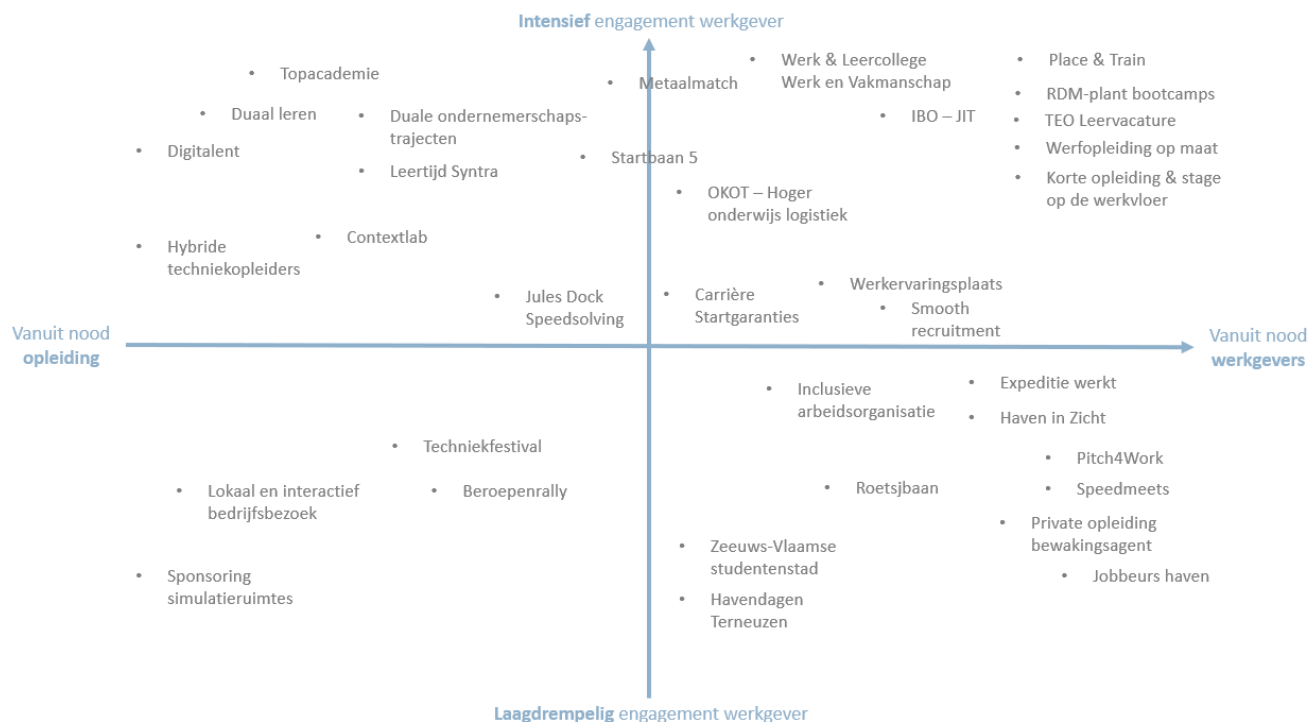 Intensief engagement werkgever
• Topacademie
• Duaal leren
• Digitalent
• Duale ondernemerschaps-
trajecten
• Leertijd Syntra
• Contextlab
• Hybride
techniekopleiders
• Jules Dock
Speedsolving
• Metaalmatch
• Startbaan 5
• Werk & Leercollege
Werk en Vakmanschap
• IBO – JIT
• OKOT – Hoger
onderwijs logistiek
• Place & Train
• RDM-plant bootcamps
• TEO Leervacature
• Werfopleiding op maat
• Korte opleiding & stage
op de werkvloer
• Carrière
Startgaranties
• Werkervaringsplaats
• Smooth
recruitment
Vanuit nood
opleiding
Vanuit nood
werkgevers
• Techniekfestival
• Lokaal en interactief
bedrijfsbezoek
• Beroepenrally
• Sponsoring
simulatieruimtes
• Inclusieve
arbeidsorganisatie
• Expeditie werkt
• Haven in Zicht
• Pitch4Work
• Roetsjbaan
• Speedmeets
• Private opleiding
bewakingsagent
• Zeeuws-Vlaamse
studentenstad
• Jobbeurs haven
• Havendagen
Terneuzen
Laagdrempelig engagement werkgever